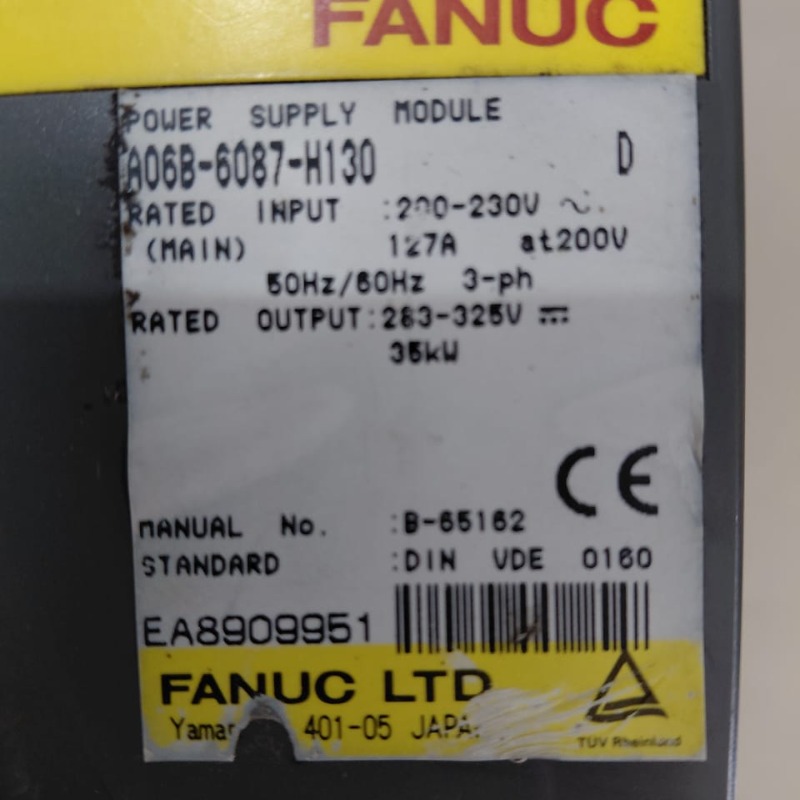 FANUC
POWER SUPPLY MODULE
A06B-6087-H130 D
RATED INPUT :200-230V ~.
(MAIN) 127A at200V
50Hz/60Hz 3-ph
RATED OUTPUT:283-325V ⎓
35kW
CE
MANUAL No. :B-65162
STANDARD :DIN VDE 0160
EA8909951
FANUC LTD
401-05
TUV Rheinland